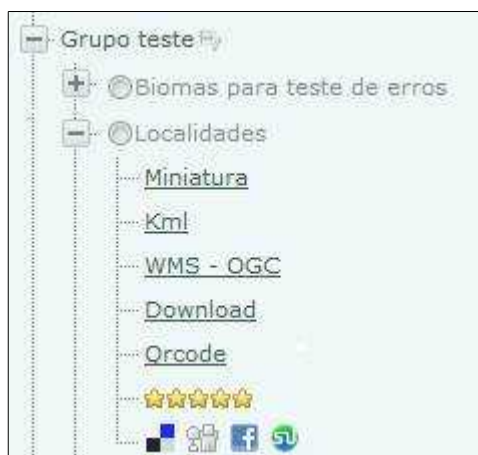 Grupo teste
Biomas para teste de erros
Localidades
Miniatura
Kml
WMS - OGC
Download
Qrcode